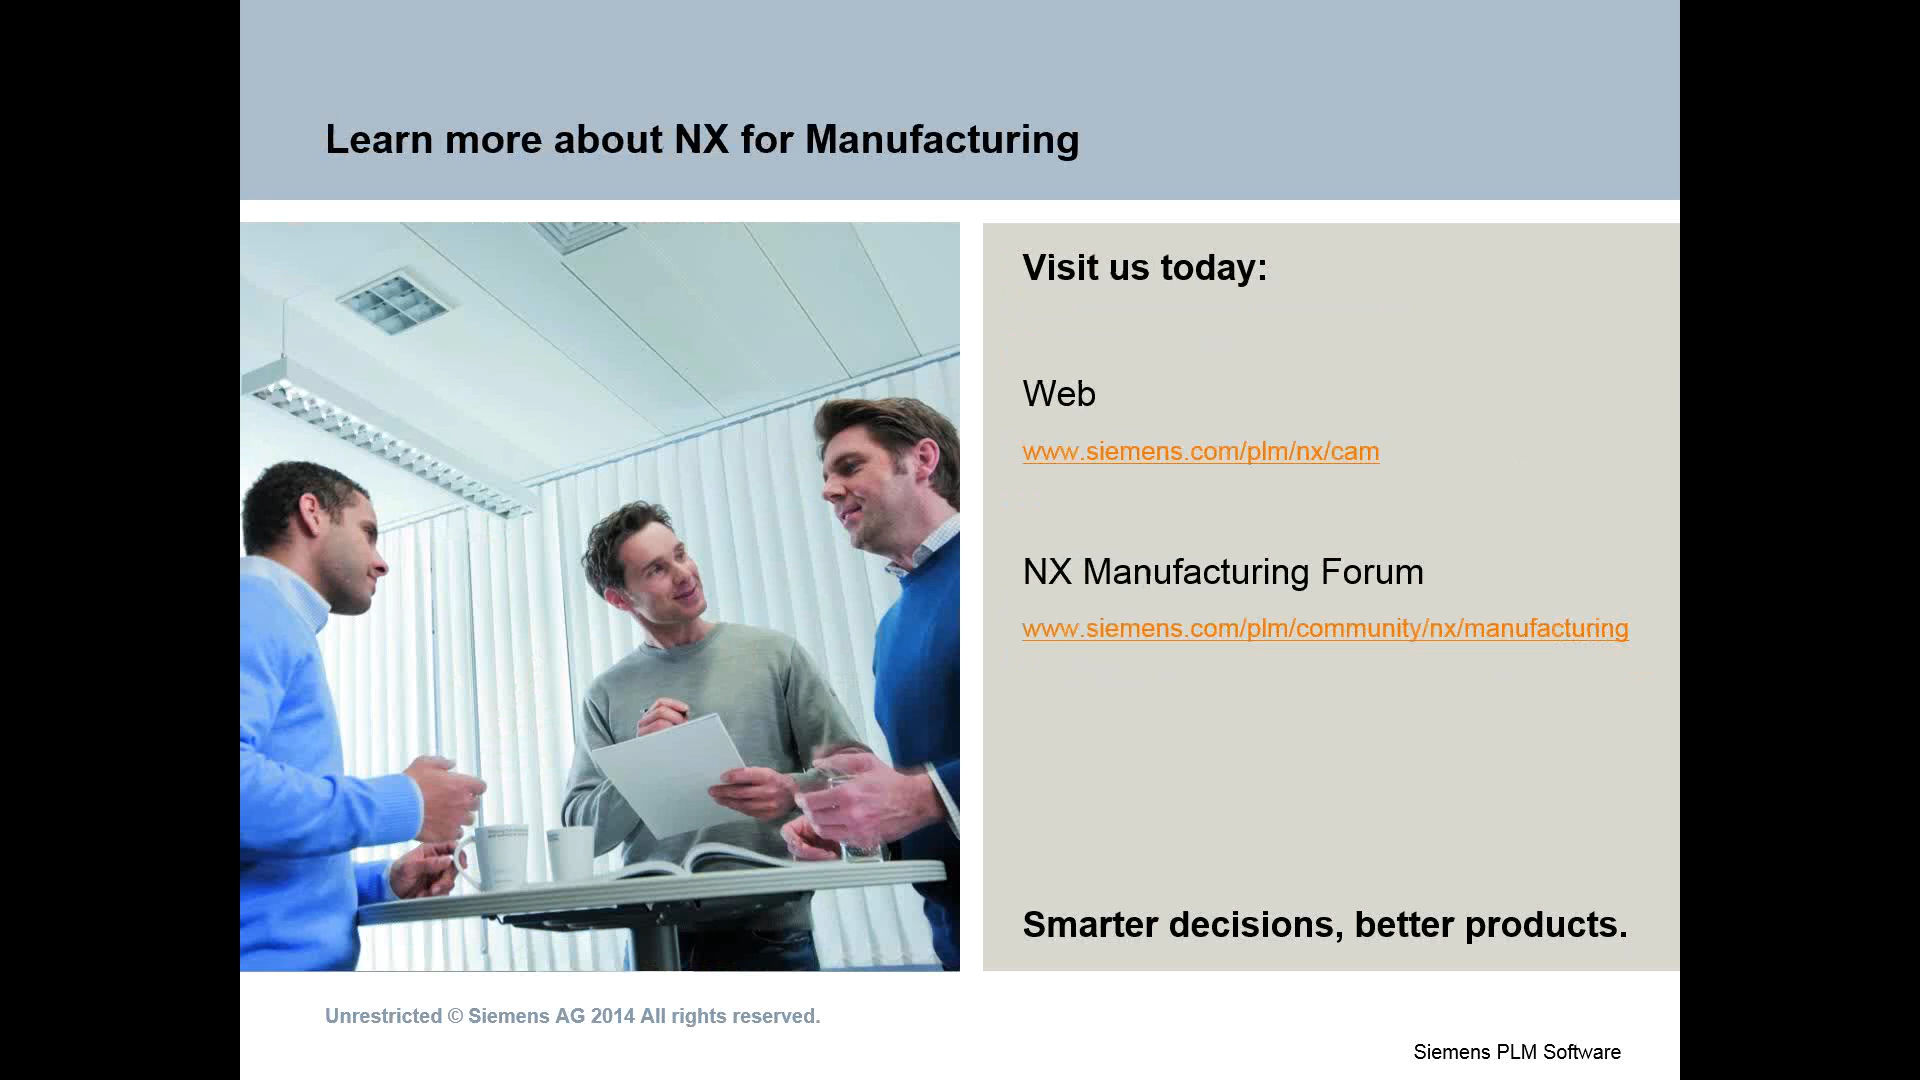 Learn more about NX for Manufacturing
Visit us today:
Web
www.siemens.com/plm/nx/cam
NX Manufacturing Forum
www.siemens.com/plm/community/nx/manufacturing
Smarter decisions, better products.
Unrestricted © Siemens AG 2014 All rights reserved.
Siemens PLM Software